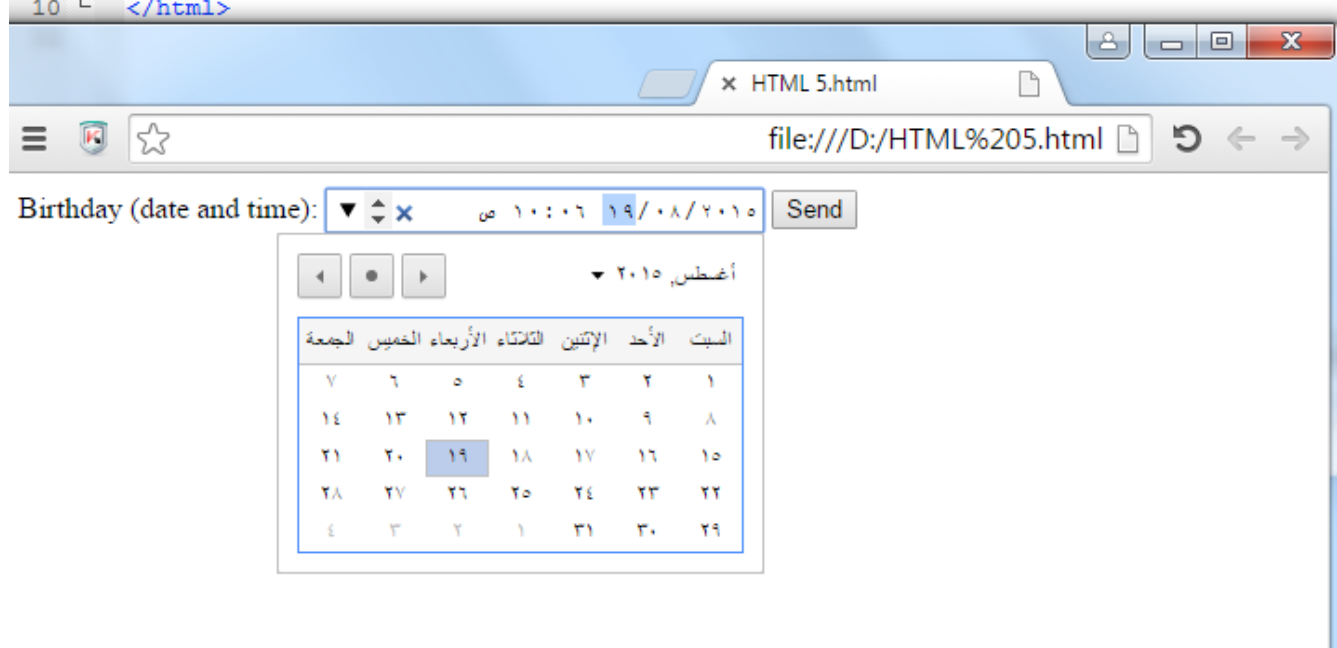 10 </html>
HTML 5.html
file:///D:/HTML%205.html
Birthday (date and time): ١٩/٠٨/٢٠١٥ ١٠:٠٦ ص Send
أغسطس, ٢٠١٥
السبت الأحد الإثنين الثلاثاء الأربعاء الخميس الجمعة
١ ٢ ٣ ٤ ٥ ٦ ٧
٨ ٩ ١٠ ١١ ١٢ ١٣ ١٤
١٥ ١٦ ١٧ ١٨ ١٩ ٢٠ ٢١
٢٢ ٢٣ ٢٤ ٢٥ ٢٦ ٢٧ ٢٨
٢٩ ٣٠ ٣١ ١ ٢ ٣ ٤